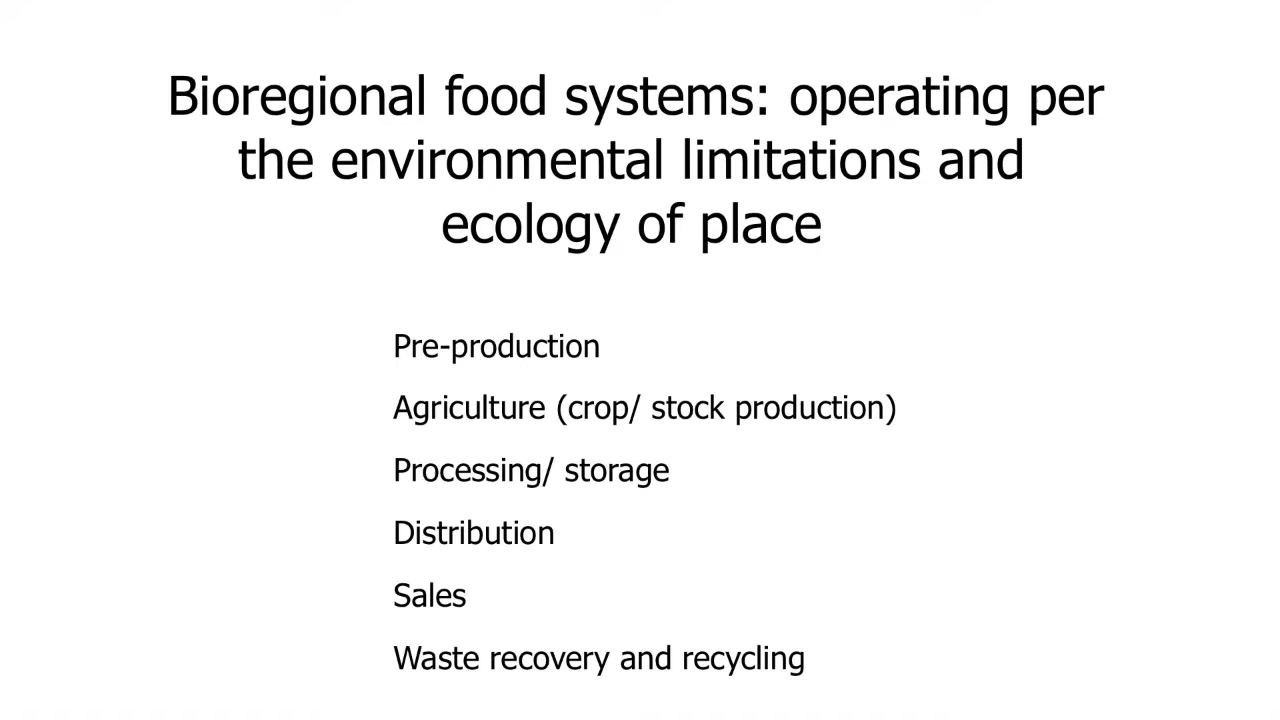 Bioregional food systems: operating per
the environmental limitations and
ecology of place
Pre-production
Agriculture (crop/ stock production)
Processing/ storage
Distribution
Sales
Waste recovery and recycling